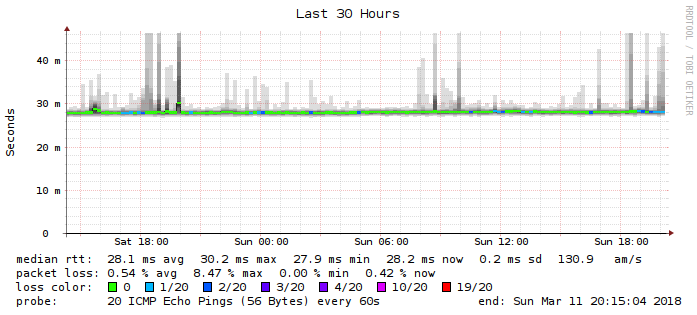 Last 30 Hours
RRDTOOL / TOBI OETIKER
Seconds
40 m
30 m
20 m
10 m
0
Sat 18:00 Sun 00:00 Sun 06:00 Sun 12:00 Sun 18:00
median rtt: 28.1 ms avg 30.2 ms max 27.9 ms min 28.2 ms now 0.2 ms sd 130.9 am/s
packet loss: 0.54 % avg 8.47 % max 0.00 % min 0.42 % now
loss color: 0 1/20 2/20 3/20 4/20 10/20 19/20
probe: 20 ICMP Echo Pings (56 Bytes) every 60s end: Sun Mar 11 20:15:04 2018